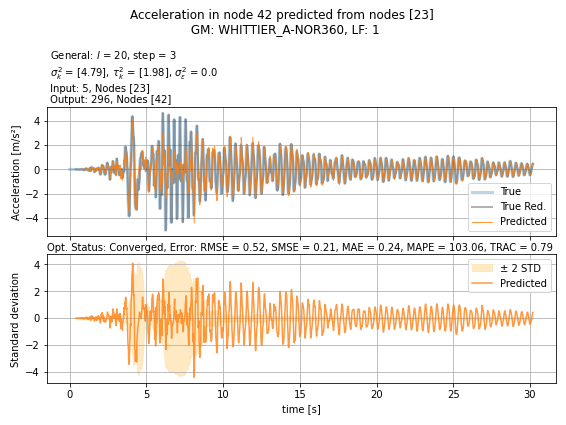 Acceleration in node 42 predicted from nodes [23]
GM: WHITTIER_A-NOR360, LF: 1
General: l = 20, step = 3
σ²ₖ = [4.79], τ²ₖ = [1.98], σ²ε = 0.0
Input: 5, Nodes [23]
Output: 296, Nodes [42]
Acceleration [m/s²]
4
2
0
−2
−4
True
True Red.
Predicted
Opt. Status: Converged, Error: RMSE = 0.52, SMSE = 0.21, MAE = 0.24, MAPE = 103.06, TRAC = 0.79
Standard deviation
4
2
0
−2
−4
± 2 STD
Predicted
0 5 10 15 20 25 30
time [s]